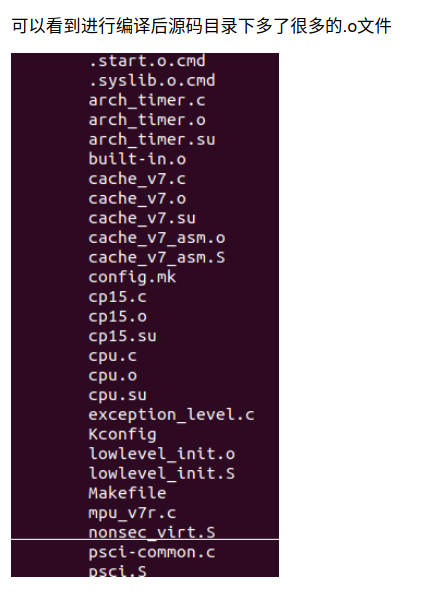 可以看到进行编译后源码目录下多了很多的.o文件
.start.o.cmd
.syslib.o.cmd
arch_timer.c
arch_timer.o
arch_timer.su
built-in.o
cache_v7.c
cache_v7.o
cache_v7.su
cache_v7_asm.o
cache_v7_asm.S
config.mk
cp15.c
cp15.o
cp15.su
cpu.c
cpu.o
cpu.su
exception_level.c
Kconfig
lowlevel_init.o
lowlevel_init.S
Makefile
mpu_v7r.c
nonsec_virt.S
psci-common.c
psci.S